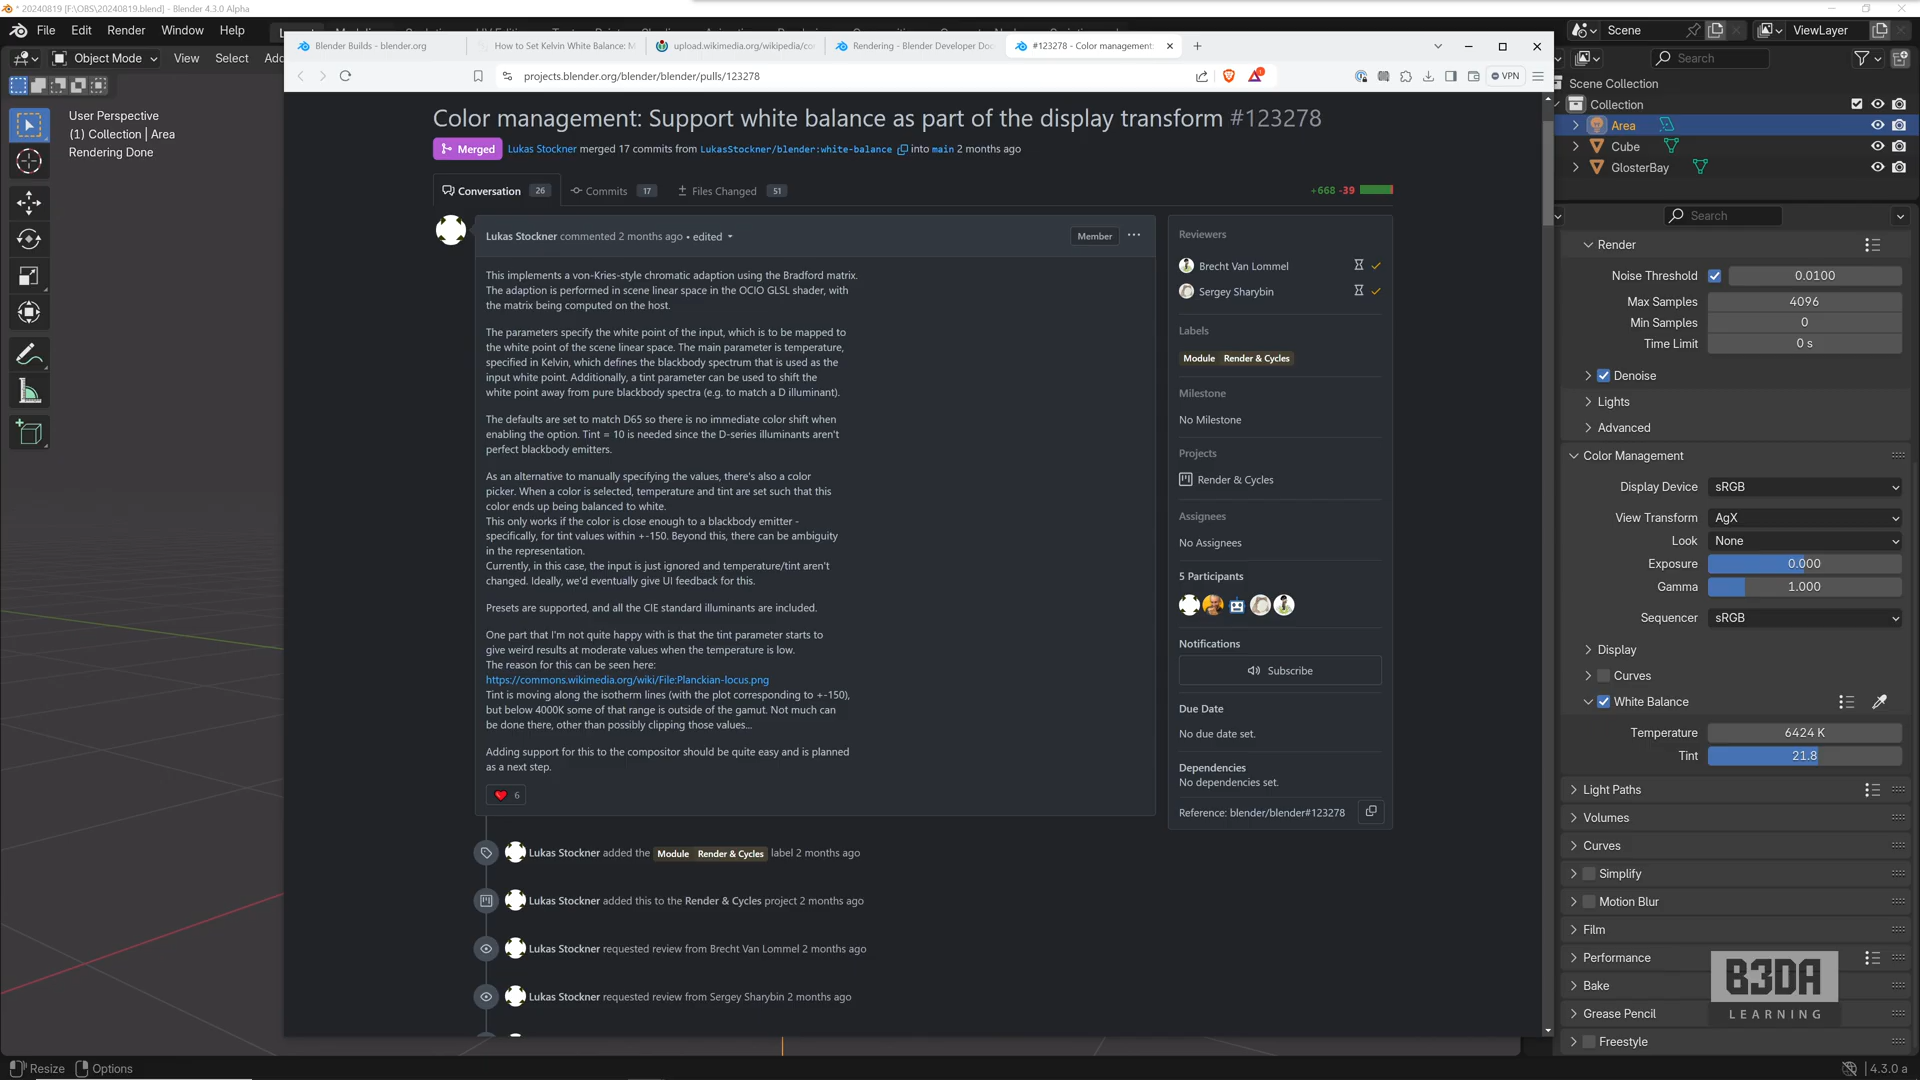 * 20240819 [F:\OBS\20240819.blend] - Blender 4.3.0 Alpha
File Edit Render Window Help
Scene
ViewLayer
Blender Builds - blender.org
How to Set Kelvin White Balance: M
upload.wikimedia.org/wikipedia/co
Rendering - Blender Developer Doc
#123278 - Color management:
Object Mode
View Select Add
projects.blender.org/blender/blender/pulls/123278
VPN
Search
User Perspective
(1) Collection | Area
Rendering Done
Color management: Support white balance as part of the display transform #123278
Merged Lukas Stockner merged 17 commits from LukasStockner/blender:white-balance into main 2 months ago
Conversation 26 Commits 17 Files Changed 51
+668 -39
Lukas Stockner commented 2 months ago • edited
Member
This implements a von-Kries-style chromatic adaption using the Bradford matrix.
The adaption is performed in scene linear space in the OCIO GLSL shader, with
the matrix being computed on the host.
The parameters specify the white point of the input, which is to be mapped to
the white point of the scene linear space. The main parameter is temperature,
specified in Kelvin, which defines the blackbody spectrum that is used as the
input white point. Additionally, a tint parameter can be used to shift the
white point away from pure blackbody spectra (e.g. to match a D illuminant).
The defaults are set to match D65 so there is no immediate color shift when
enabling the option. Tint = 10 is needed since the D-series illuminants aren't
perfect blackbody emitters.
As an alternative to manually specifying the values, there's also a color
picker. When a color is selected, temperature and tint are set such that this
color ends up being balanced to white.
This only works if the color is close enough to a blackbody emitter -
specifically, for tint values within +-150. Beyond this, there can be ambiguity
in the representation.
Currently, in this case, the input is just ignored and temperature/tint aren't
changed. Ideally, we'd eventually give UI feedback for this.
Presets are supported, and all the CIE standard illuminants are included.
One part that I'm not quite happy with is that the tint parameter starts to
give weird results at moderate values when the temperature is low.
The reason for this can be seen here:
https://commons.wikimedia.org/wiki/File:Planckian-locus.png
Tint is moving along the isotherm lines (with the plot corresponding to +-150),
but below 4000K some of that range is outside of the gamut. Not much can
be done there, other than possibly clipping those values...
Adding support for this to the compositor should be quite easy and is planned
as a next step.
6
Lukas Stockner added the Module Render & Cycles label 2 months ago
Lukas Stockner added this to the Render & Cycles project 2 months ago
Lukas Stockner requested review from Brecht Van Lommel 2 months ago
Lukas Stockner requested review from Sergey Sharybin 2 months ago
Reviewers
Brecht Van Lommel
Sergey Sharybin
Labels
Module Render & Cycles
Milestone
No Milestone
Projects
Render & Cycles
Assignees
No Assignees
5 Participants
Notifications
Subscribe
Due Date
No due date set.
Dependencies
No dependencies set.
Reference: blender/blender#123278
Scene Collection
Collection
Area
Cube
GlosterBay
Search
Render
Noise Threshold 0.0100
Max Samples 4096
Min Samples 0
Time Limit 0 s
Denoise
Lights
Advanced
Color Management
Display Device sRGB
View Transform AgX
Look None
Exposure 0.000
Gamma 1.000
Sequencer sRGB
Display
Curves
White Balance
Temperature 6424 K
Tint 21.8
Light Paths
Volumes
Curves
Simplify
Motion Blur
Film
Performance
Bake
Grease Pencil
Freestyle
B3DA
LEARNING
Resize Options
4.3.0 a